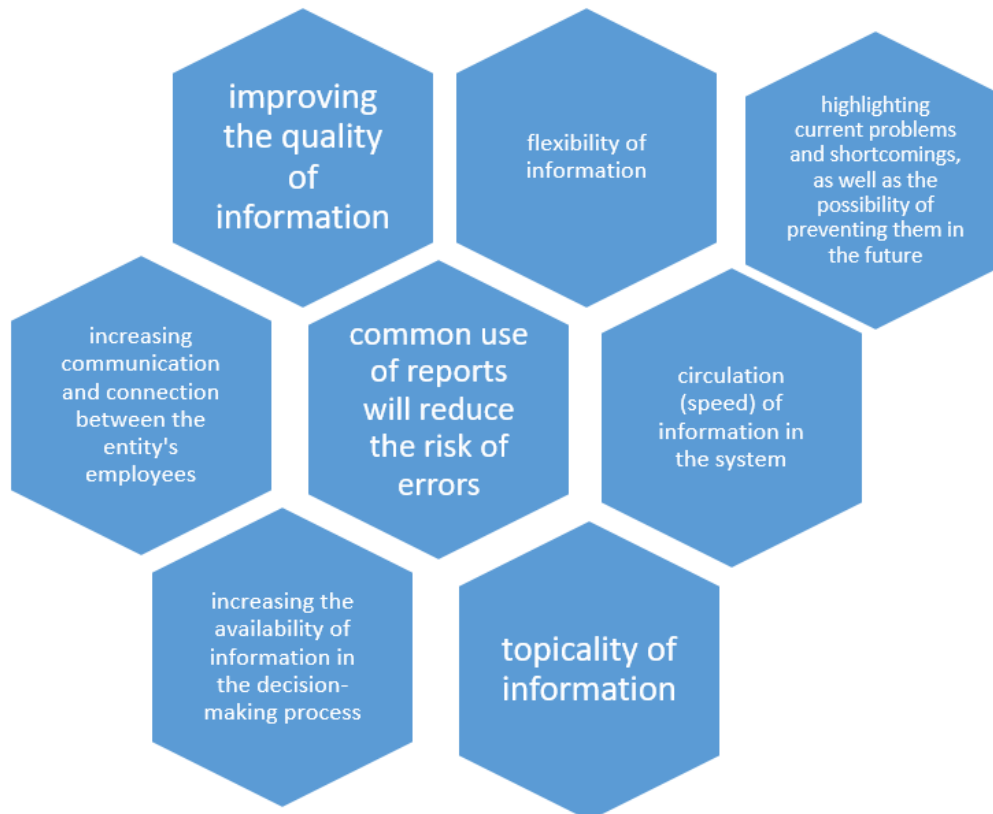 improving
the quality
of
information
flexibility of
information
highlighting
current problems
and shortcomings,
as well as the
possibility of
preventing them in
the future
increasing
communication
and connection
between the
entity's
employees
common use
of reports
will reduce
the risk of
errors
circulation
(speed) of
information in
the system
increasing the
availability of
information in
the decision-
making process
topicality of
information